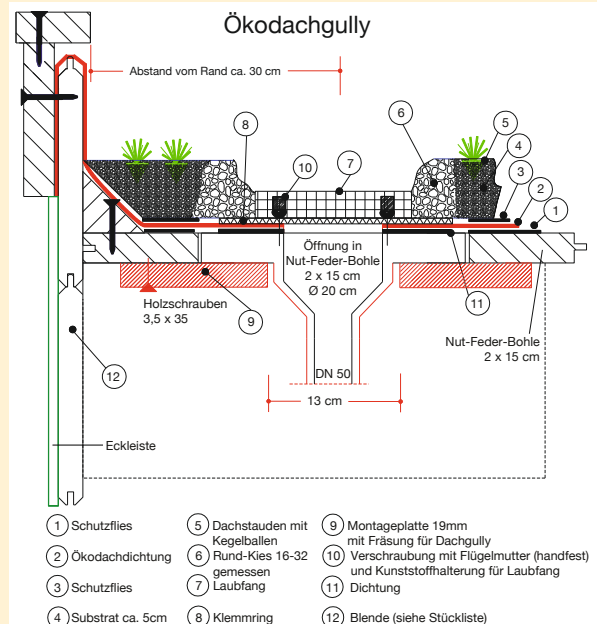 Ökodachgully
Abstand vom Rand ca. 30 cm
8
10
7
6
5
4
3
2
1
Öffnung in
Nut-Feder-Bohle
2 x 15 cm
Ø 20 cm
Holzschrauben
3,5 x 35
9
11
Nut-Feder-Bohle
2 x 15 cm
12
DN 50
13 cm
Eckleiste
1 Schutzflies
2 Ökodachdichtung
3 Schutzflies
4 Substrat ca. 5cm
5 Dachstauden mit
Kegelballen
6 Rund-Kies 16-32
gemessen
7 Laubfang
8 Klemmring
9 Montageplatte 19mm
mit Fräsung für Dachgully
10 Verschraubung mit Flügelmutter (handfest)
und Kunststoffhalterung für Laubfang
11 Dichtung
12 Blende (siehe Stückliste)